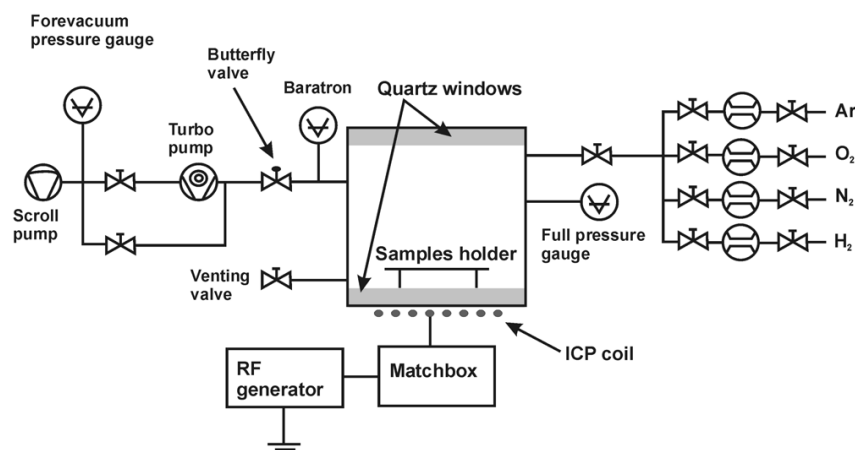 Forevacuum
pressure gauge
Butterfly
valve
Baratron
Quartz windows
Turbo
pump
Scroll
pump
Ar
O₂
N₂
H₂
Full pressure
gauge
Samples holder
Venting
valve
ICP coil
RF
generator
Matchbox